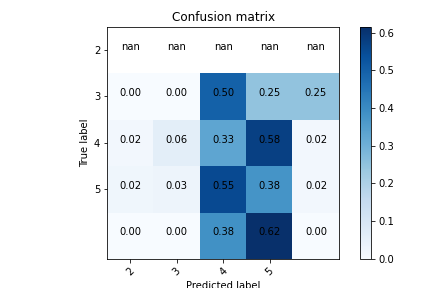 Confusion matrix
2 nan nan nan nan nan
3 0.00 0.00 0.50 0.25 0.25
4 0.02 0.06 0.33 0.58 0.02
5 0.02 0.03 0.55 0.38 0.02
0.00 0.00 0.38 0.62 0.00
True label
2 3 4 5
Predicted label
0.6
0.5
0.4
0.3
0.2
0.1
0.0